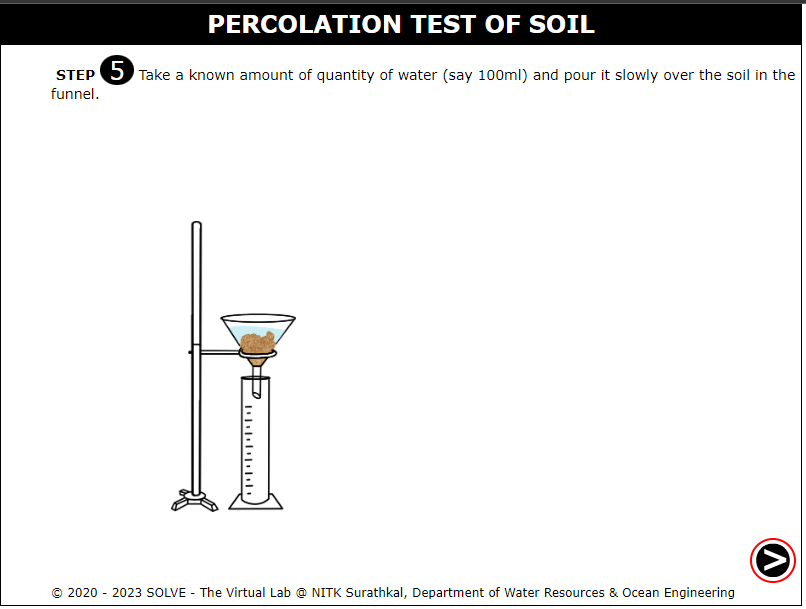 PERCOLATION TEST OF SOIL
STEP 5 Take a known amount of quantity of water (say 100ml) and pour it slowly over the soil in the
funnel.
© 2020 - 2023 SOLVE - The Virtual Lab @ NITK Surathkal, Department of Water Resources & Ocean Engineering